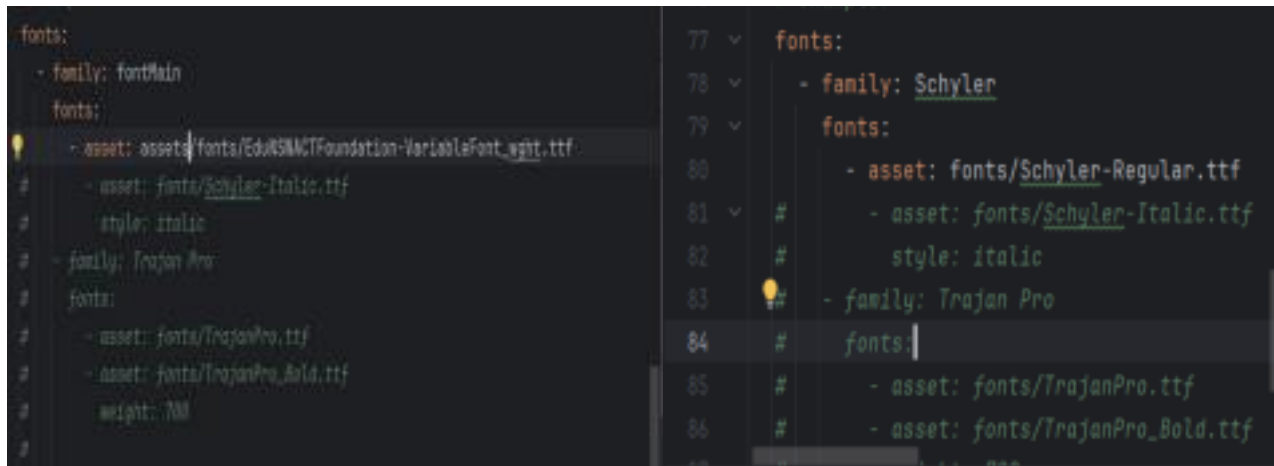 fonts:
- family: fontMain
fonts:
- asset: assets/fonts/EduNSWACTFoundation-VariableFont_wght.ttf
# - asset: fonts/Schyler-Italic.ttf
# style: italic
# - family: Trajan Pro
# fonts:
# - asset: fonts/TrajanPro.ttf
# - asset: fonts/TrajanPro_Bold.ttf
# weight: 700
#
77 fonts:
78 - family: Schyler
79 fonts:
80 - asset: fonts/Schyler-Regular.ttf
81 # - asset: fonts/Schyler-Italic.ttf
82 # style: italic
83 # - family: Trajan Pro
84 # fonts:
85 # - asset: fonts/TrajanPro.ttf
86 # - asset: fonts/TrajanPro_Bold.ttf